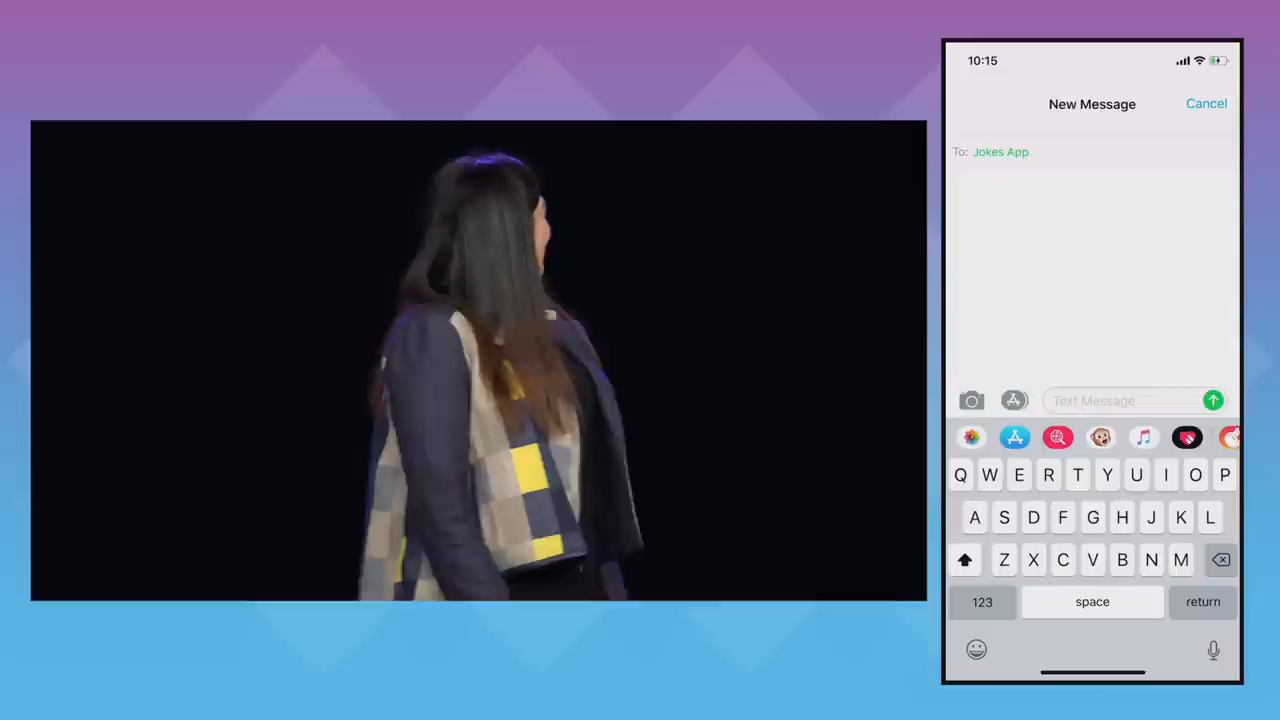 10:15
New Message
Cancel
To: Jokes App
Text Message
Q W E R T Y U I O P
A S D F G H J K L
Z X C V B N M
123
space
return